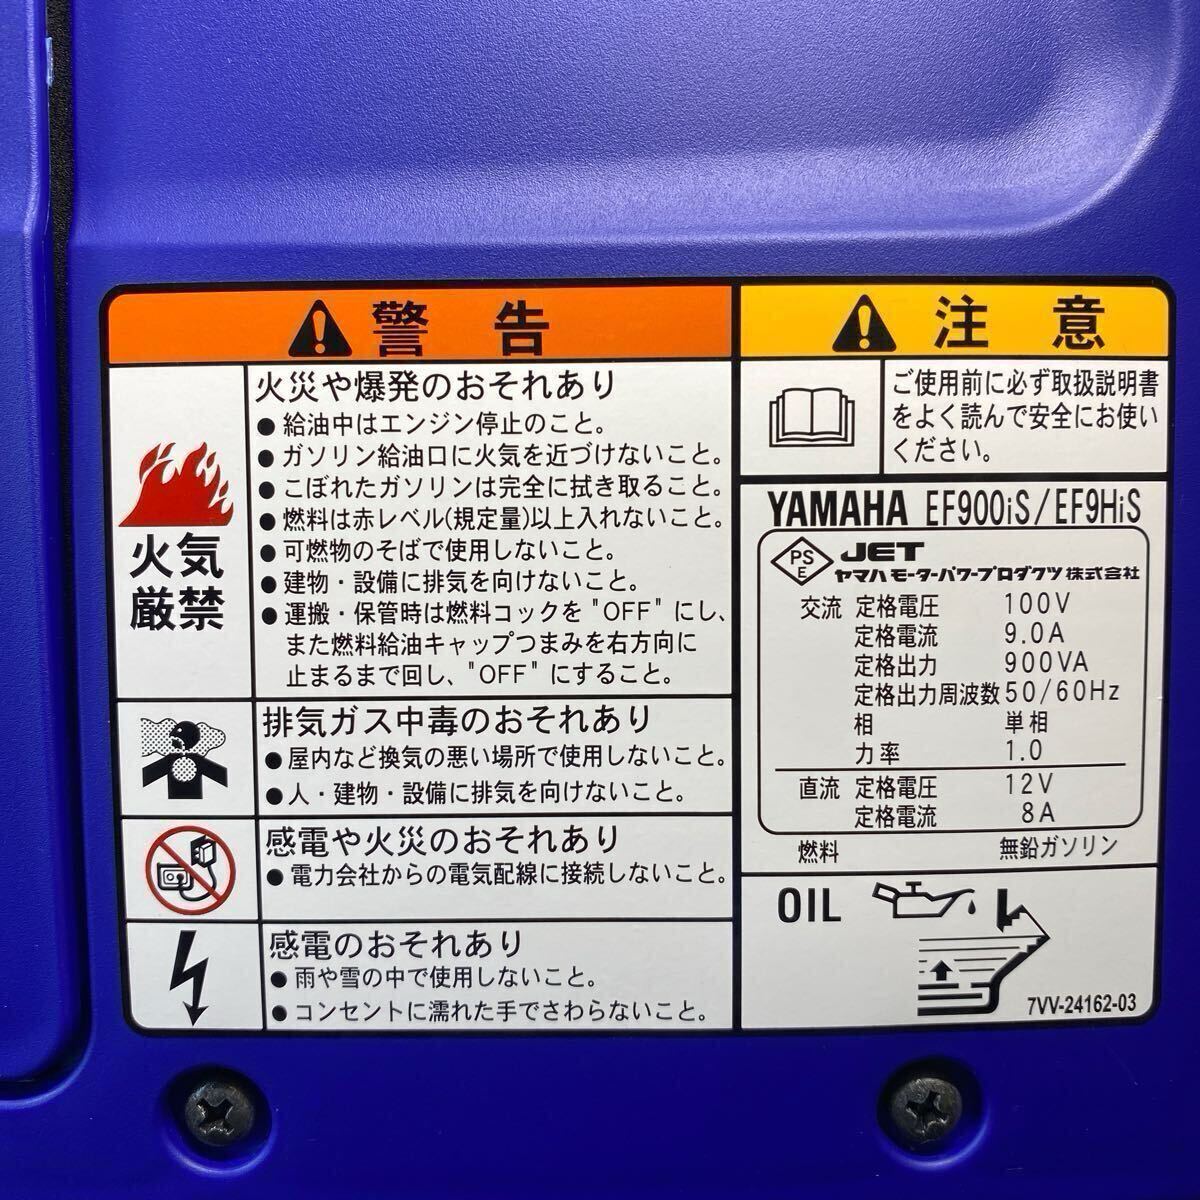 警告
火気
厳禁
火災や爆発のおそれあり
●給油中はエンジン停止のこと。
●ガソリン給油口に火気を近づけないこと。
●こぼれたガソリンは完全に拭き取ること。
●燃料は赤レベル(規定量)以上入れないこと。
●可燃物のそばで使用しないこと。
●建物・設備に排気を向けないこと。
●運搬・保管時は燃料コックを"OFF"にし、
また燃料給油キャップつまみを右方向に
止まるまで回し、"OFF"にすること。
排気ガス中毒のおそれあり
●屋内など換気の悪い場所で使用しないこと。
●人・建物・設備に排気を向けないこと。
感電や火災のおそれあり
●電力会社からの電気配線に接続しないこと。
感電のおそれあり
●雨や雪の中で使用しないこと。
●コンセントに濡れた手でさわらないこと。
注意
ご使用前に必ず取扱説明書
をよく読んで安全にお使い
ください。
YAMAHA EF900iS/EF9HiS
PS
E
JET
ヤマハモーターパワープロダクツ株式会社
交流 定格電圧 100V
定格電流 9.0A
定格出力 900VA
定格出力周波数 50/60Hz
相 単相
力率 1.0
直流 定格電圧 12V
定格電流 8A
燃料 無鉛ガソリン
OIL
7VV-24162-03